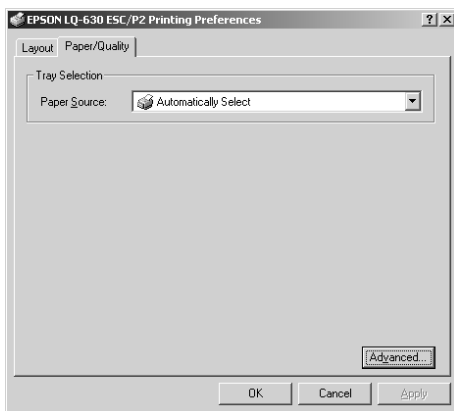 EPSON LQ-630 ESC/P2 Printing Preferences
Layout Paper/Quality
Tray Selection
Paper Source: Automatically Select
Advanced...
OK Cancel Apply